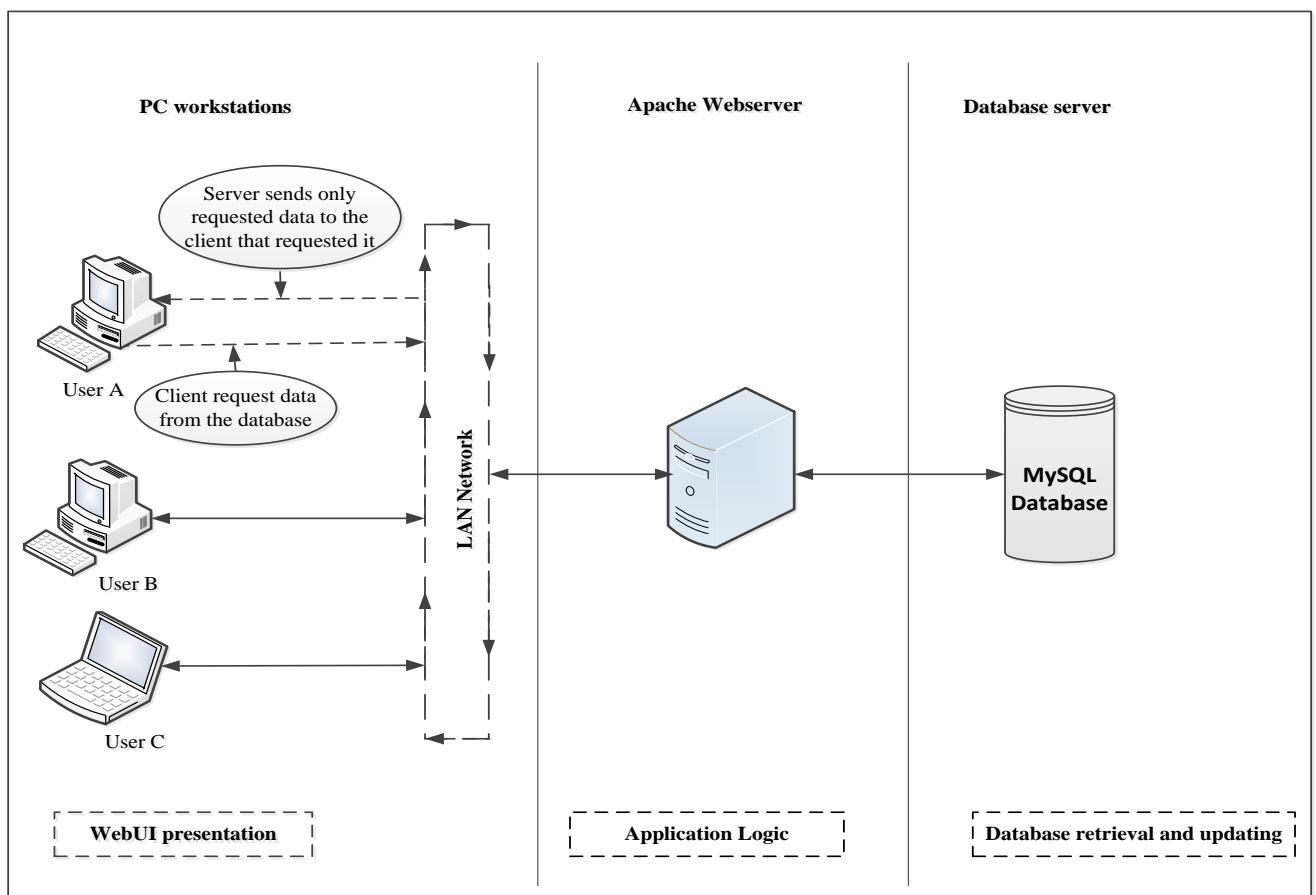 PC workstations
Apache Webserver
Database server
Server sends only
requested data to the
client that requested it
User A
Client request data
from the database
LAN Network
MySQL
Database
User B
User C
WebUI presentation
Application Logic
Database retrieval and updating